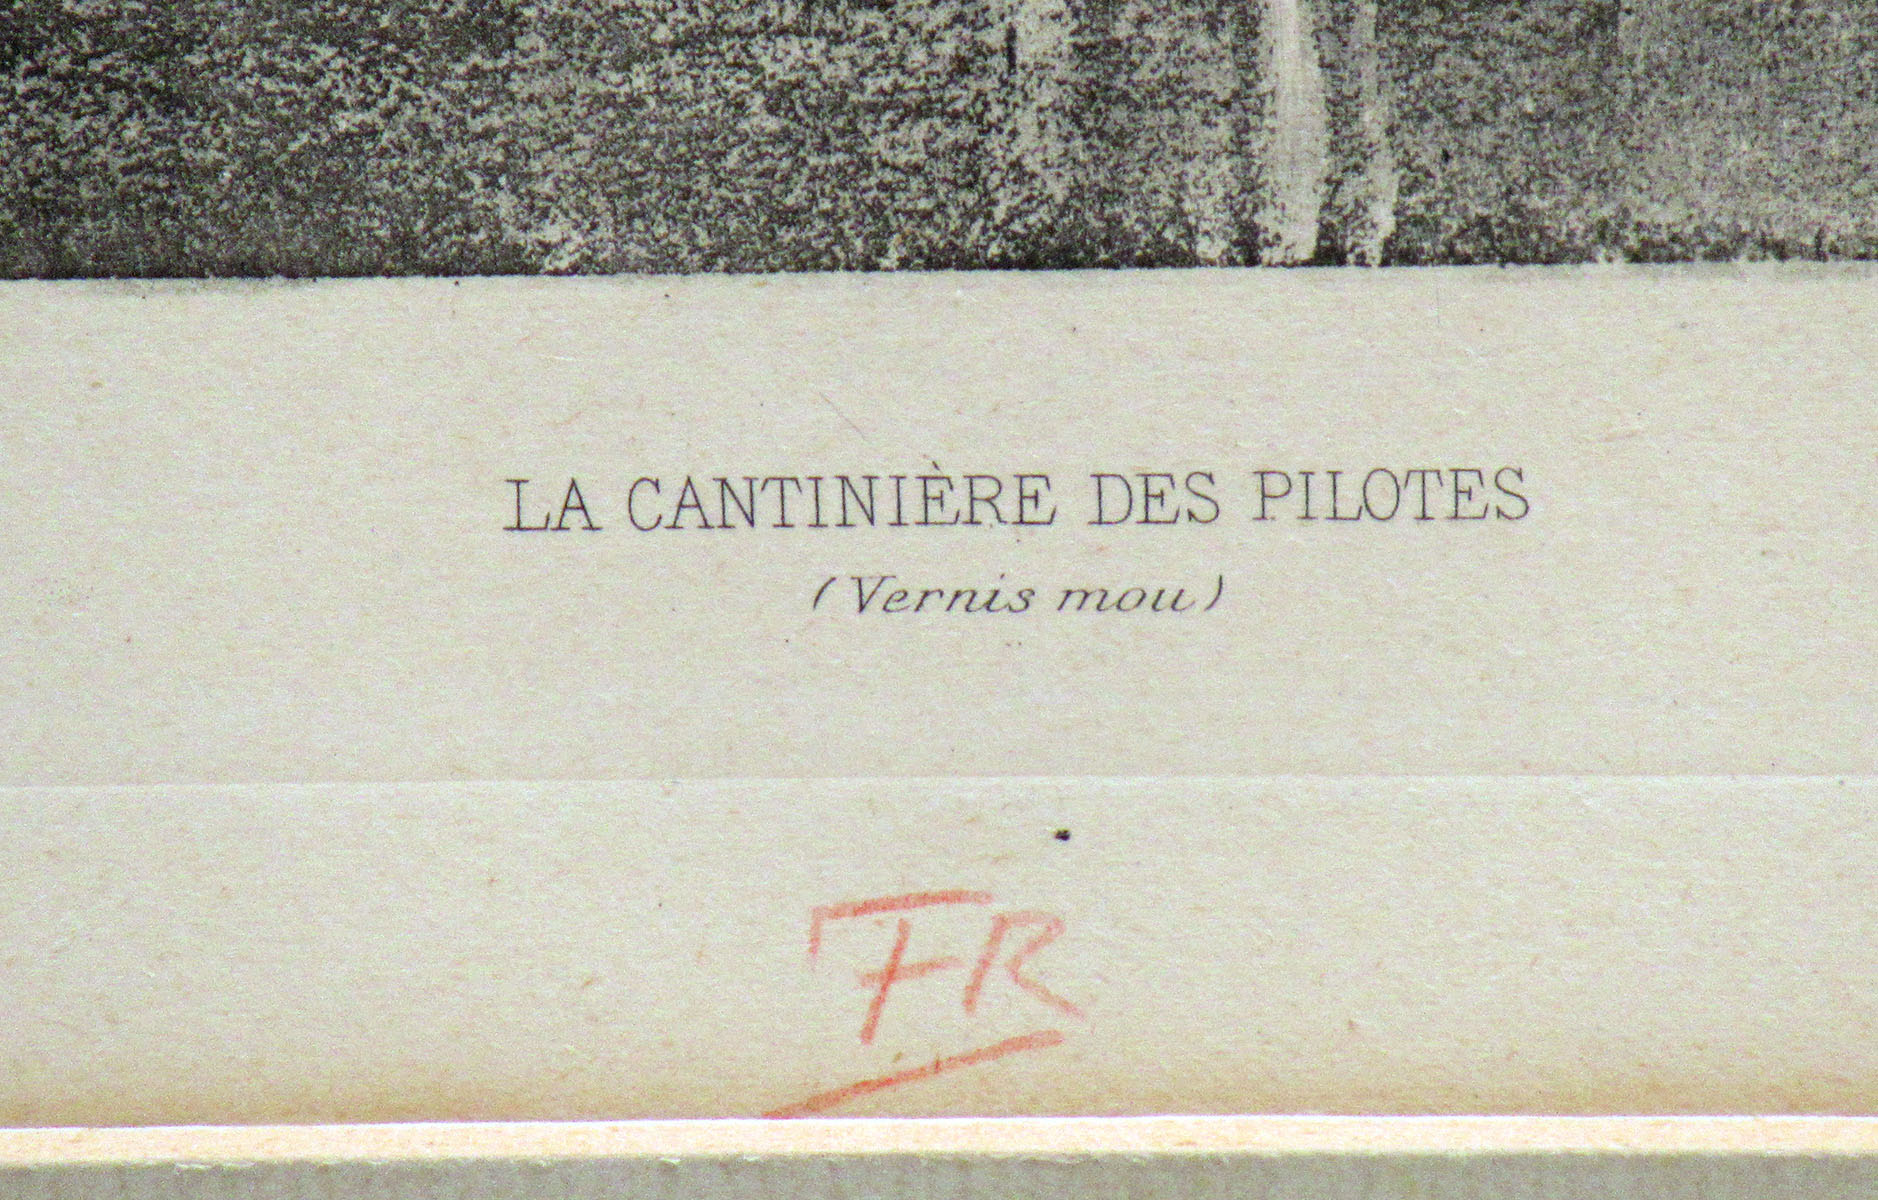 LA CANTINIÈRE DES PILOTES
(Vernis mou)
FR